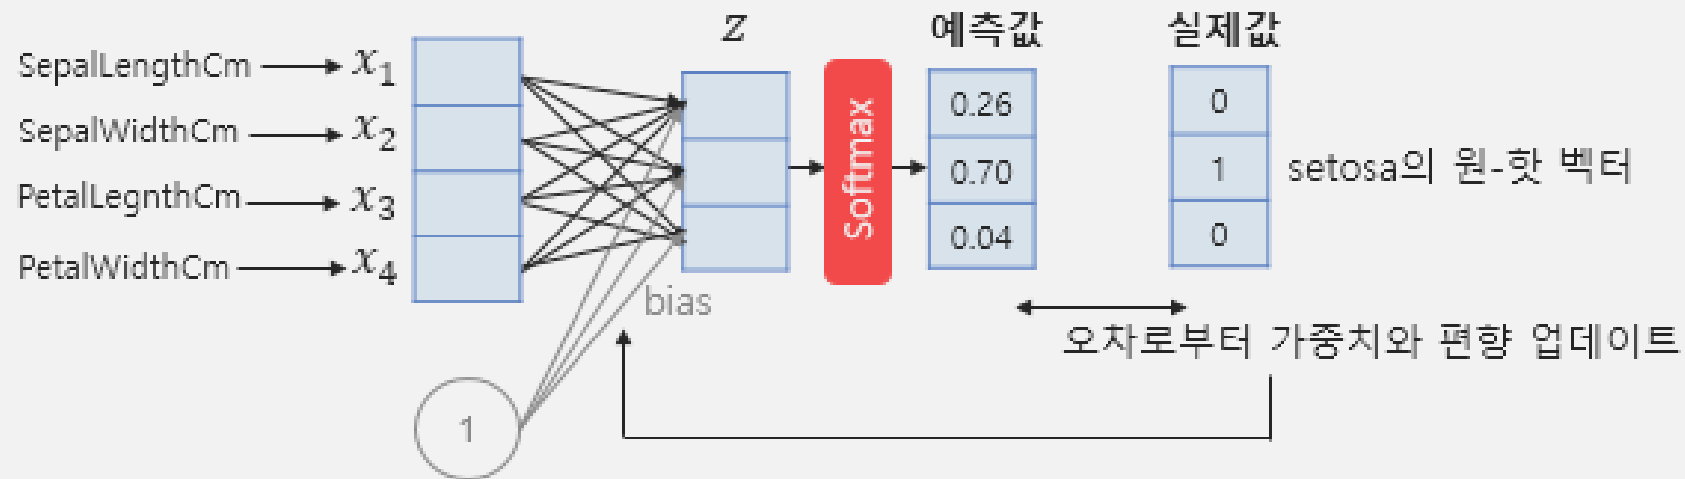 SepalLengthCm x1
SepalWidthCm x2
PetalLegnthCm x3
PetalWidthCm x4
1
bias
z
Softmax
예측값
0.26
0.70
0.04
실제값
0
1
0
setosa의 원-핫 벡터
오차로부터 가중치와 편향 업데이트